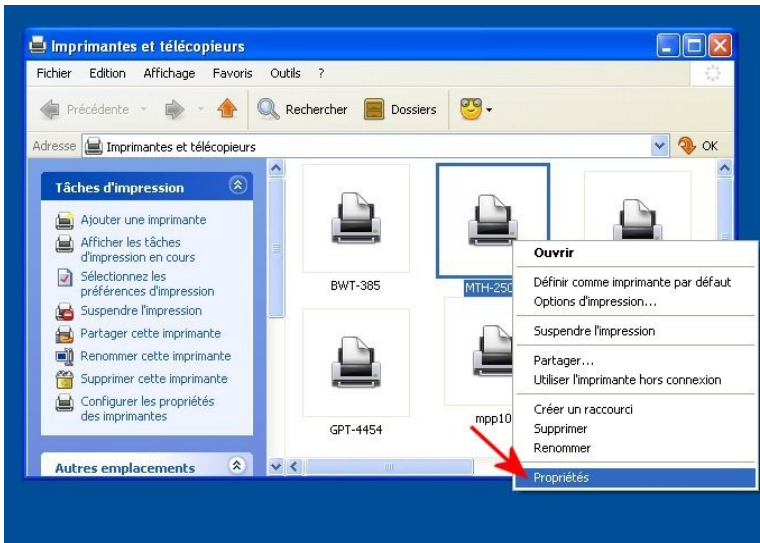 Imprimantes et télécopieurs
Fichier Edition Affichage Favoris Outils ?
Précédente Rechercher Dossiers
Adresse Imprimantes et télécopieurs OK
Tâches d'impression
Ajouter une imprimante
Afficher les tâches
d'impression en cours
Sélectionnez les
préférences d'impression
Suspendre l'impression
Partager cette imprimante
Renommer cette imprimante
Supprimer cette imprimante
Configurer les propriétés
des imprimantes
Autres emplacements
BWT-385
MTH-250
GPT-4454
mpp10
Ouvrir
Définir comme imprimante par défaut
Options d'impression...
Suspendre l'impression
Partager...
Utiliser l'imprimante hors connexion
Créer un raccourci
Supprimer
Renommer
Propriétés